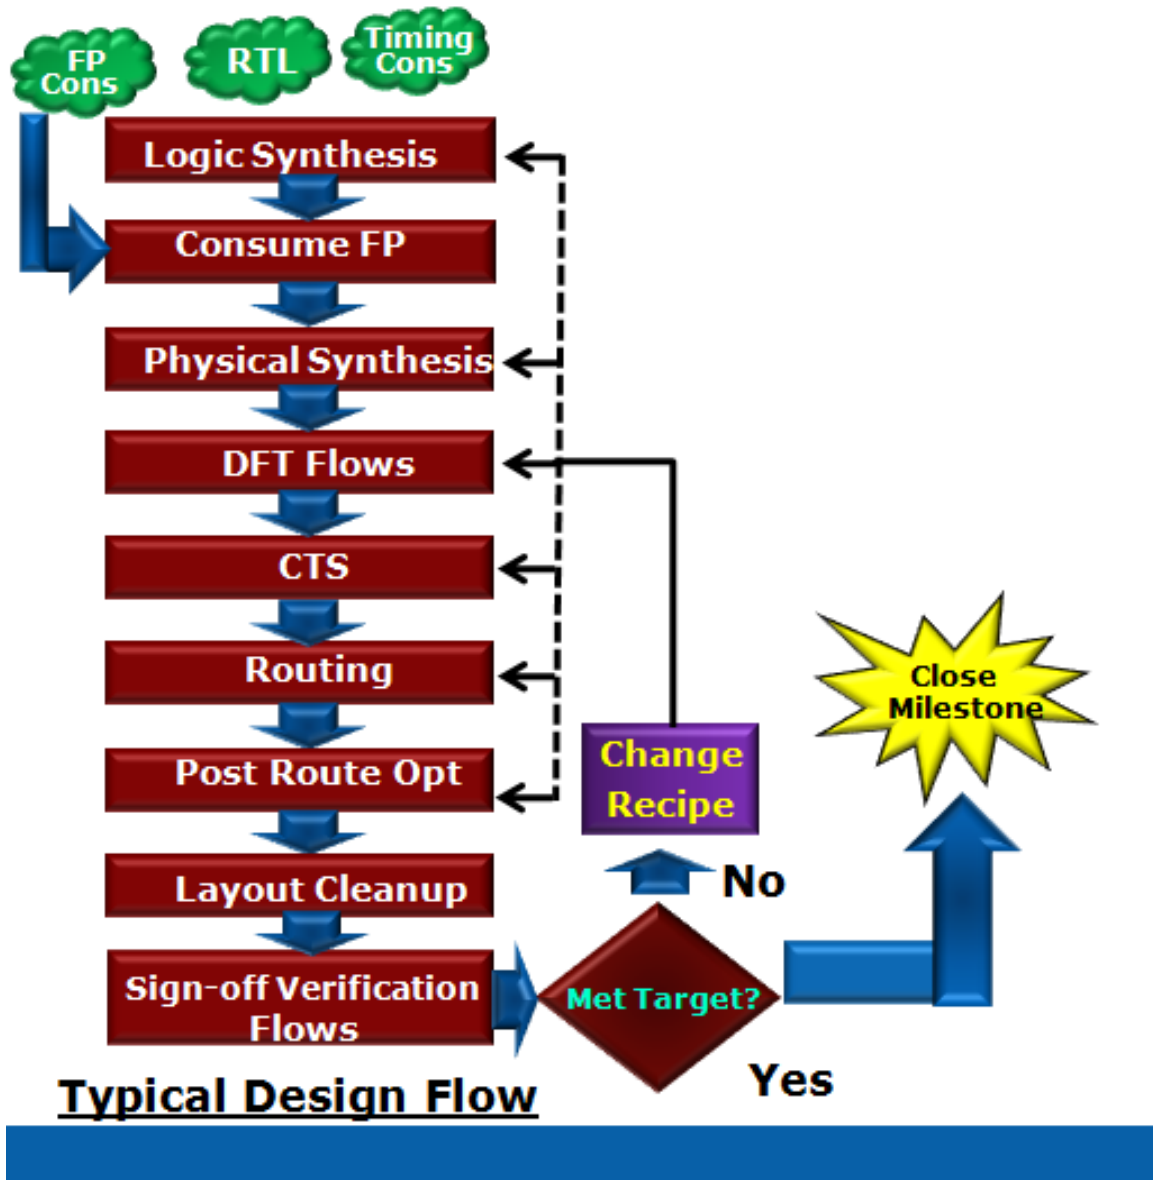 FP
Cons
RTL
Timing
Cons
Logic Synthesis
Consume FP
Physical Synthesis
DFT Flows
CTS
Routing
Post Route Opt
Layout Cleanup
Sign-off Verification
Flows
Change
Recipe
No
Met Target?
Yes
Close
Milestone
Typical Design Flow